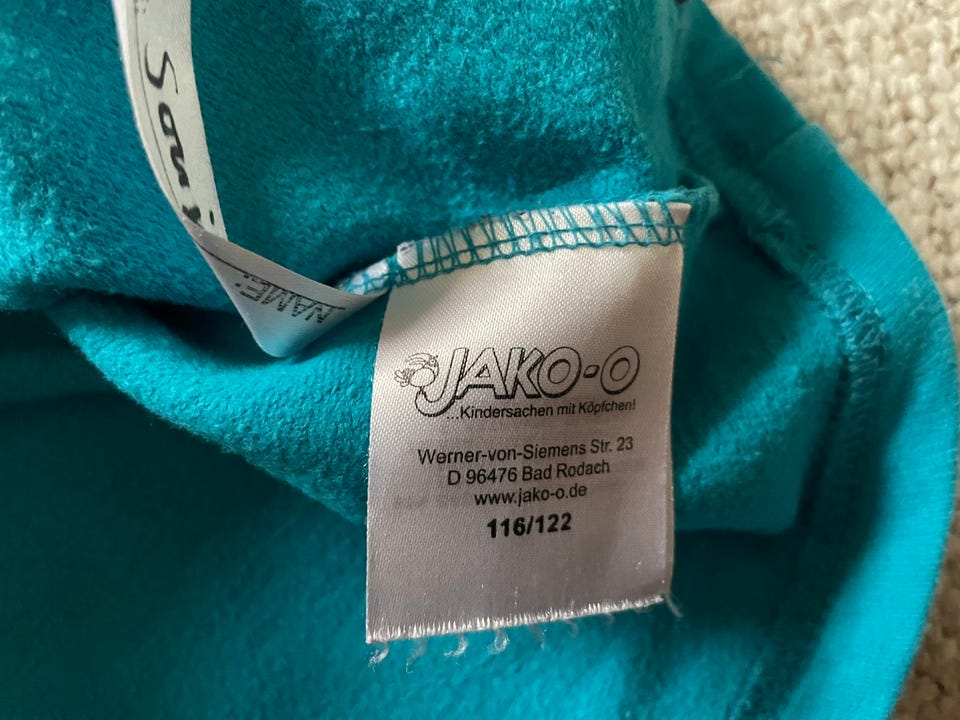 NAME:
JAKO-O
...Kindersachen mit Köpfchen!
Werner-von-Siemens Str. 23
D 96476 Bad Rodach
www.jako-o.de
116/122